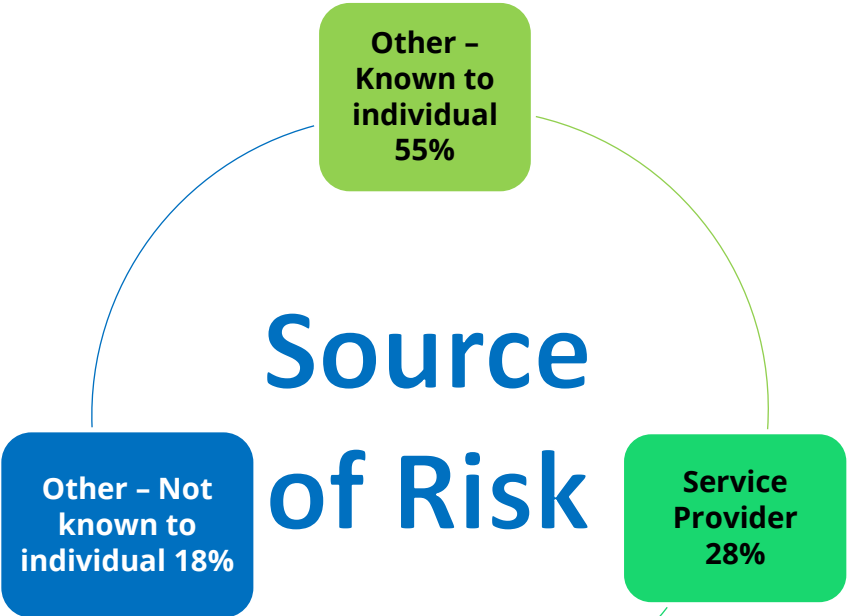 Other –
Known to
individual
55%
Source
of Risk
Other – Not
known to
individual 18%
Service
Provider
28%